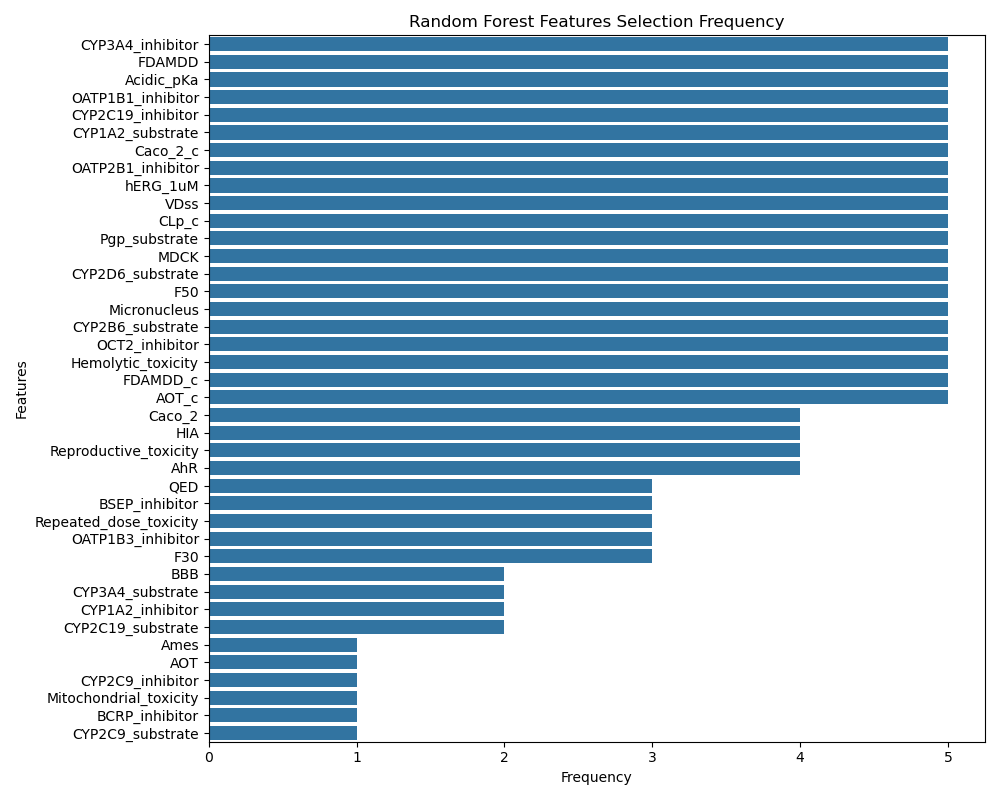 Random Forest Features Selection Frequency
Features
CYP3A4_inhibitor
FDAMDD
Acidic_pKa
OATP1B1_inhibitor
CYP2C19_inhibitor
CYP1A2_substrate
Caco_2_c
OATP2B1_inhibitor
hERG_1uM
VDss
CLp_c
Pgp_substrate
MDCK
CYP2D6_substrate
F50
Micronucleus
CYP2B6_substrate
OCT2_inhibitor
Hemolytic_toxicity
FDAMDD_c
AOT_c
Caco_2
HIA
Reproductive_toxicity
AhR
QED
BSEP_inhibitor
Repeated_dose_toxicity
OATP1B3_inhibitor
F30
BBB
CYP3A4_substrate
CYP1A2_inhibitor
CYP2C19_substrate
Ames
AOT
CYP2C9_inhibitor
Mitochondrial_toxicity
BCRP_inhibitor
CYP2C9_substrate
0 1 2 3 4 5
Frequency